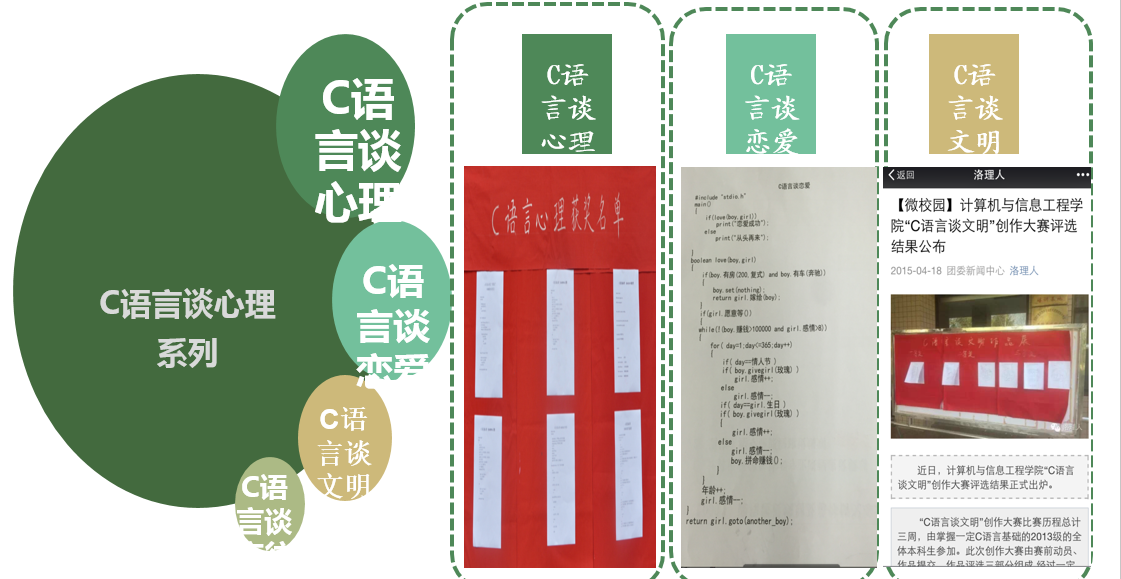 C语言谈心理
系列
C语
言谈
心理
C语
言谈
恋爱
C语
言谈
文明
C语
言谈
C语
言谈
心理
C语言心理获奖名单
C语
言谈
恋爱
C语言谈恋爱
#include "stdio.h"
main()
{
if(love(boy,girl))
print("恋爱成功");
else
print("从头再来");
}
boolean love(boy,girl)
{
if(boy.有房(200,复式) and boy.有车(奔驰))
{
boy.set(nothing);
return girl.嫁给(boy);
}
if(girl.愿意等())
{
while(!(boy.赚钱>100000 and girl.感情>8))
{
for( day=1;day<=365;day++)
{
if( day==情人节 )
if( boy.givegirl(玫瑰) )
girl.感情++;
else
girl.感情--;
if( day==girl.生日 )
if( boy.givegirl(玫瑰) )
{
girl.感情++;
}
else
girl.感情--;
boy.拼命赚钱();
}
年龄++;
girl.感情--;
}
return girl.goto(another_boy);
C语
言谈
文明
返回 洛理人 •••
【微校园】计算机与信息工程学
院“C语言谈文明”创作大赛评选
结果公布
2015-04-18 团委新闻中心 洛理人
C语言谈文明作品展
近日，计算机与信息工程学院“C语言
谈文明”创作大赛评选结果正式出炉。
“C语言谈文明”创作大赛比赛历程总计
三周，由掌握一定C语言基础的2013级的全
体本科生参加。此次创作大赛由赛前动员、
作品提交、作品评选三部分组成,经过一定